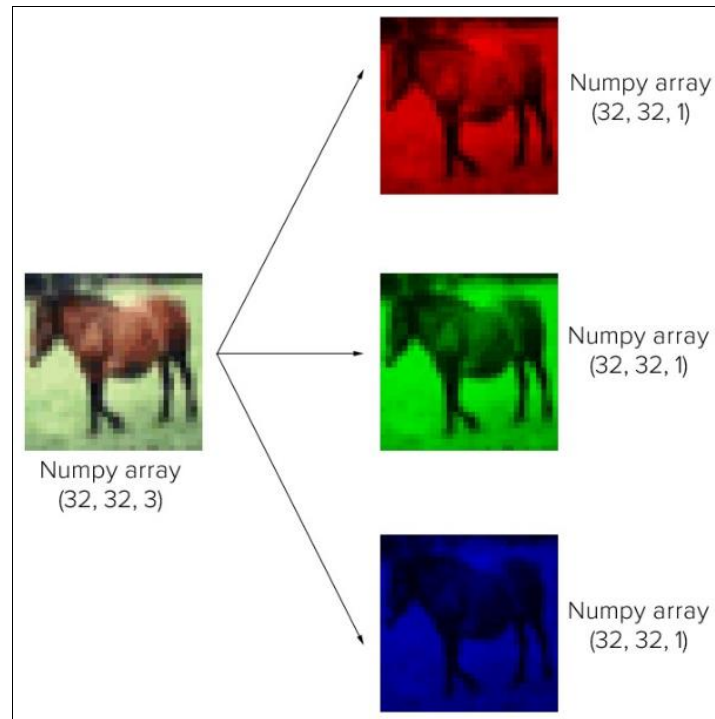 Numpy array
(32, 32, 1)
Numpy array
(32, 32, 3)
Numpy array
(32, 32, 1)
Numpy array
(32, 32, 1)